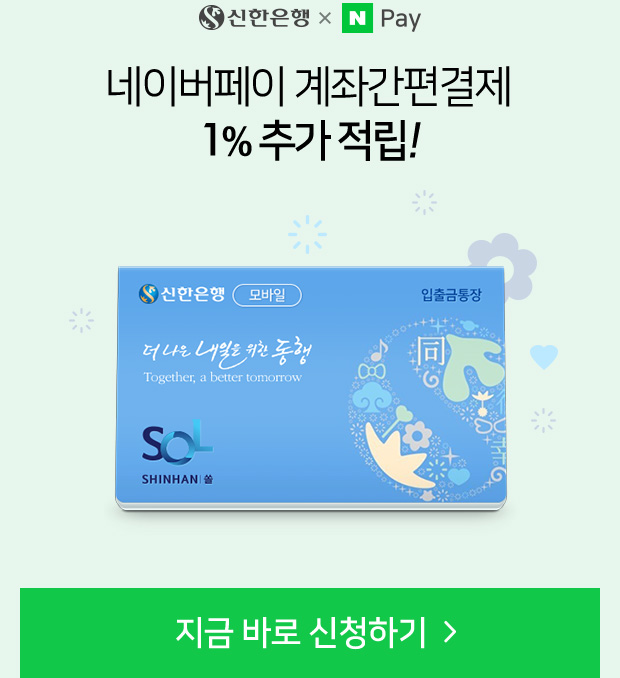 신한은행 × N Pay
네이버페이 계좌간편결제
1% 추가 적립!
신한은행 모바일 입출금통장
더 나은 내일을 위한 동행
Together, a better tomorrow
同
SOL
SHINHAN | 쏠
지금 바로 신청하기 >